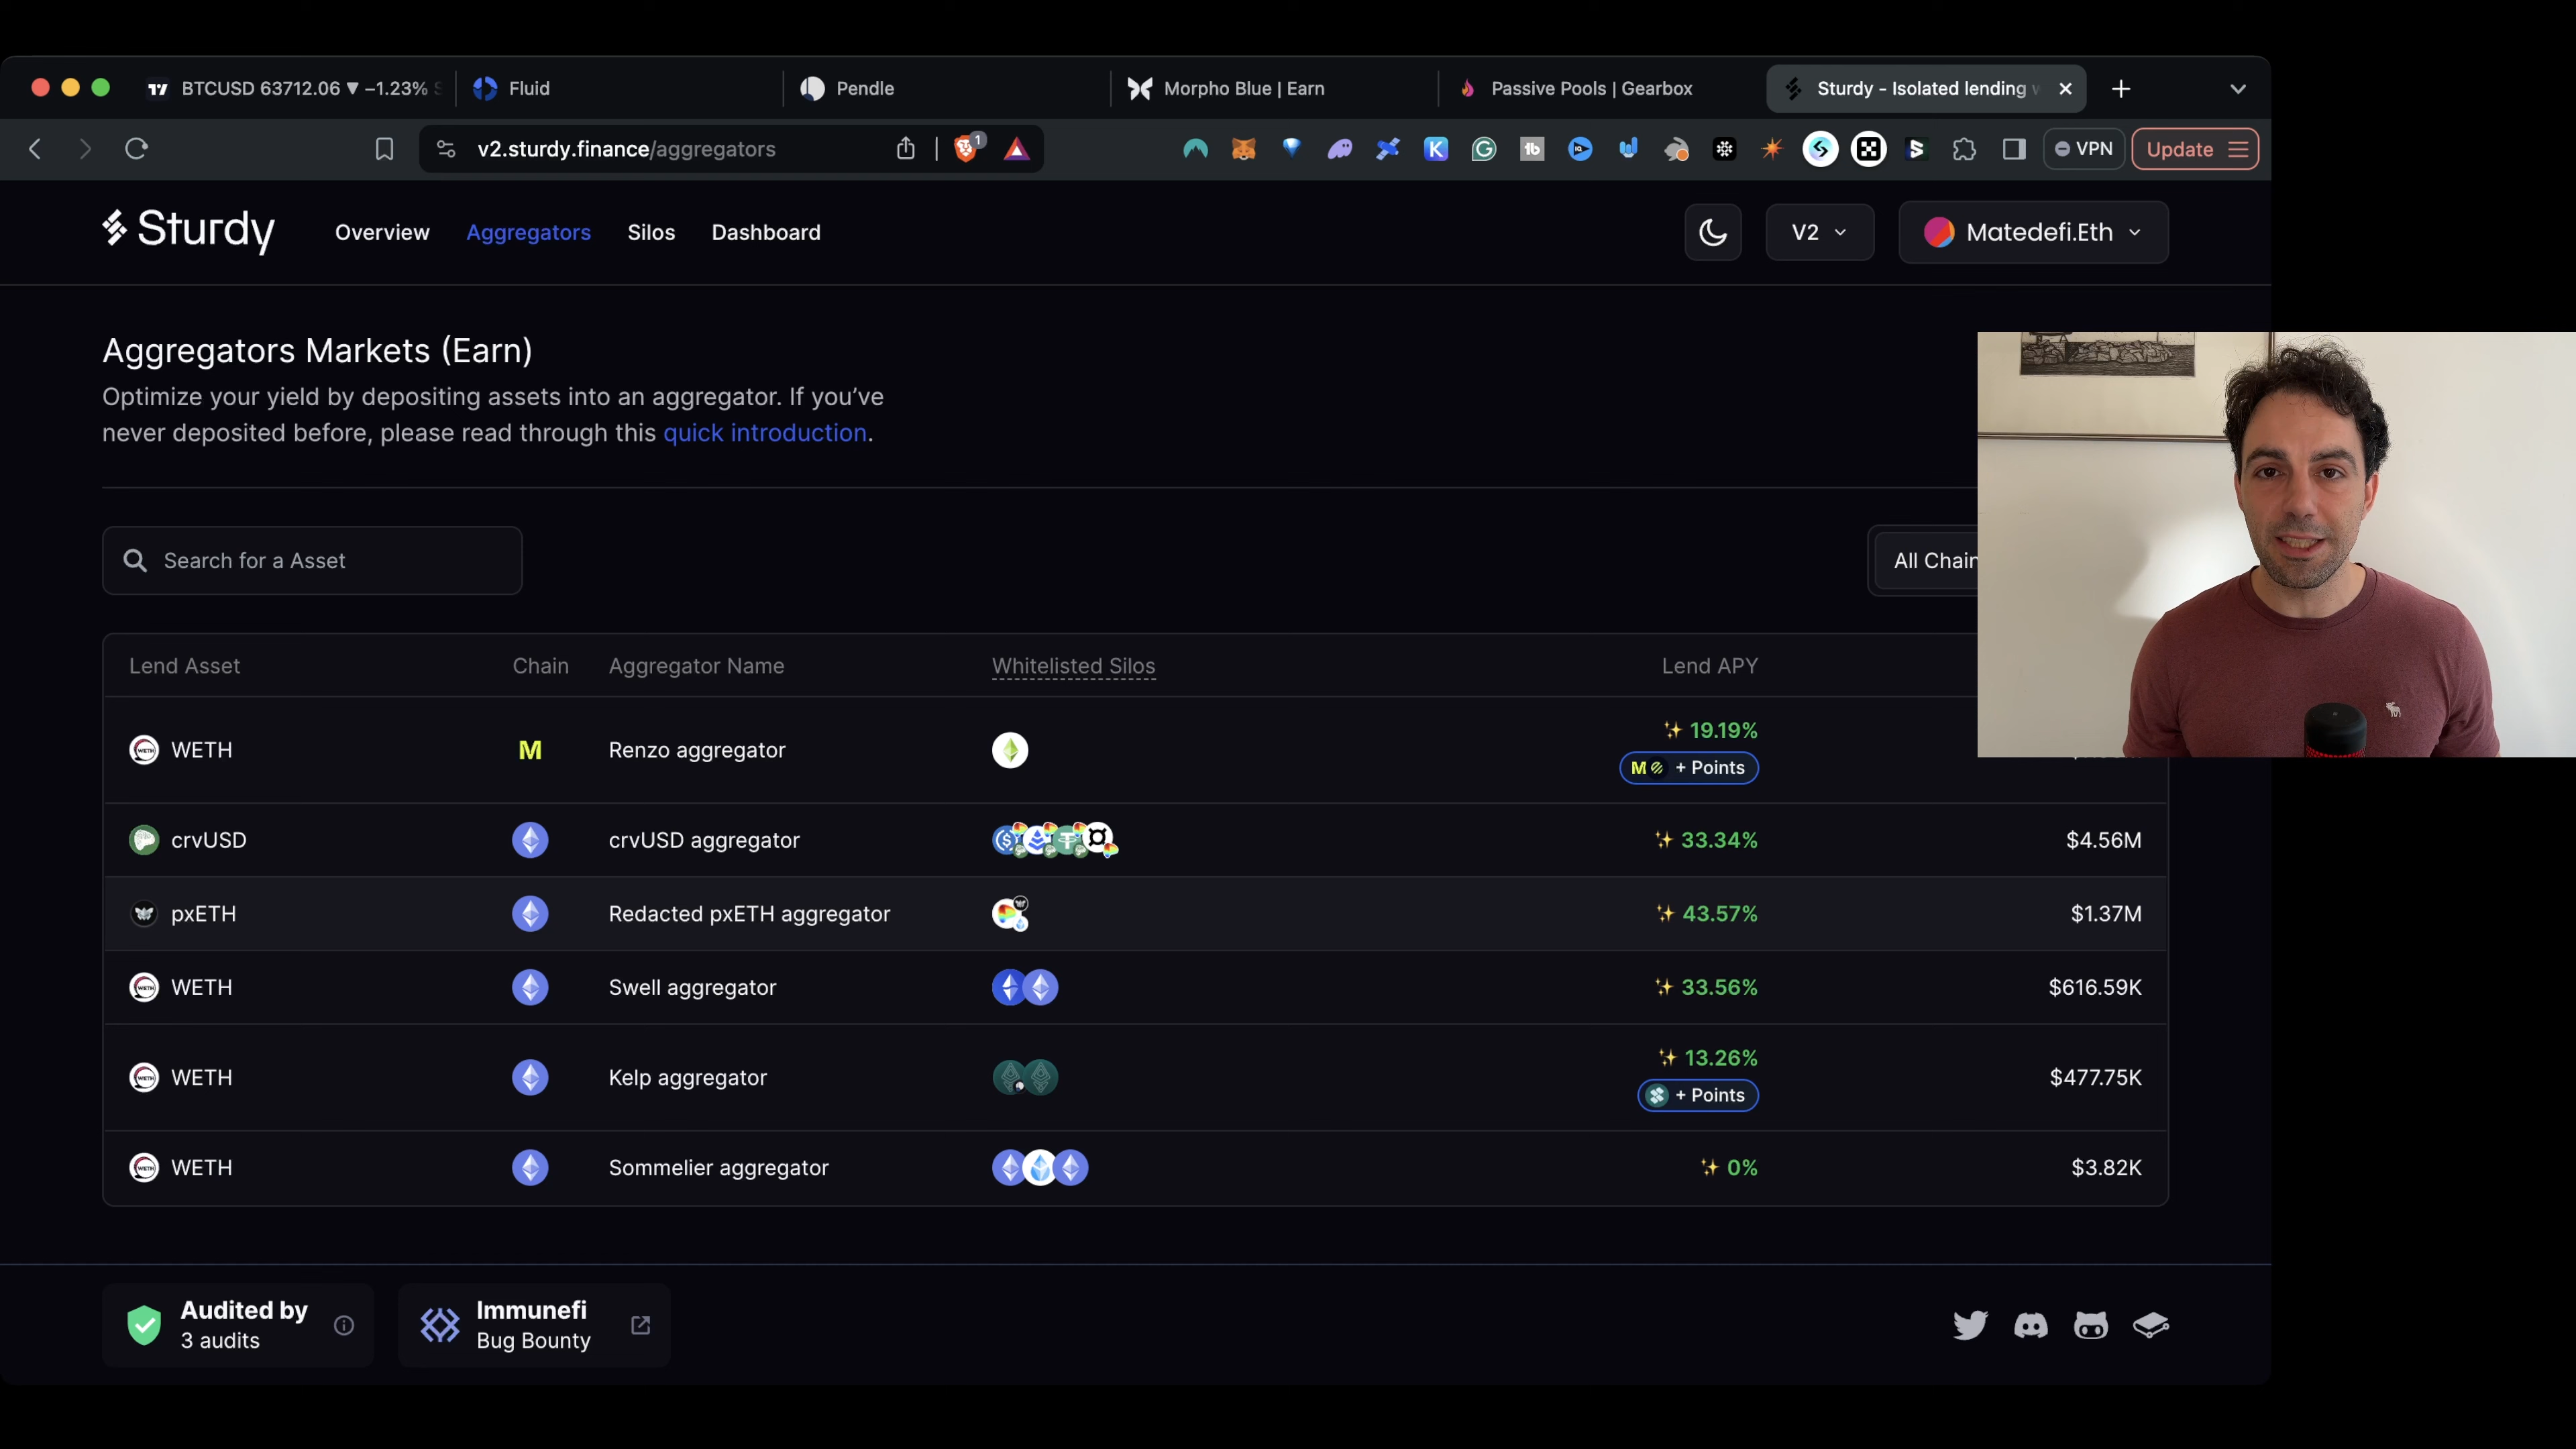 BTCUSD 63712.06 ▼ −1.23%
Fluid
Pendle
Morpho Blue | Earn
Passive Pools | Gearbox
Sturdy - Isolated lending
v2.sturdy.finance/aggregators
1
VPN
Update
Sturdy
Overview
Aggregators
Silos
Dashboard
V2
Matedefi.Eth
Aggregators Markets (Earn)
Optimize your yield by depositing assets into an aggregator. If you’ve
never deposited before, please read through this quick introduction.
Search for a Asset
All Chain
Lend Asset Chain Aggregator Name Whitelisted Silos Lend APY
WETH M Renzo aggregator 19.19%
M + Points
crvUSD crvUSD aggregator 33.34% $4.56M
pxETH Redacted pxETH aggregator 43.57% $1.37M
WETH Swell aggregator 33.56% $616.59K
WETH Kelp aggregator 13.26% $477.75K
+ Points
WETH Sommelier aggregator 0% $3.82K
Audited by
3 audits
Immunefi
Bug Bounty